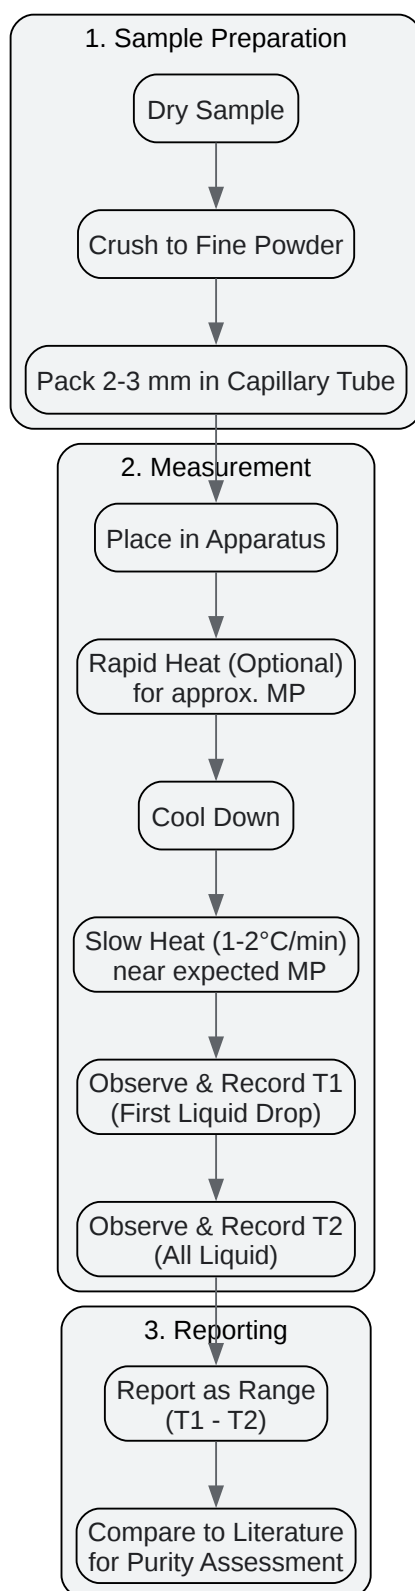 1. Sample Preparation
Dry Sample
Crush to Fine Powder
Pack 2-3 mm in Capillary Tube
2. Measurement
Place in Apparatus
Rapid Heat (Optional)
for approx. MP
Cool Down
Slow Heat (1-2°C/min)
near expected MP
Observe & Record T1
(First Liquid Drop)
Observe & Record T2
(All Liquid)
3. Reporting
Report as Range
(T1 - T2)
Compare to Literature
for Purity Assessment